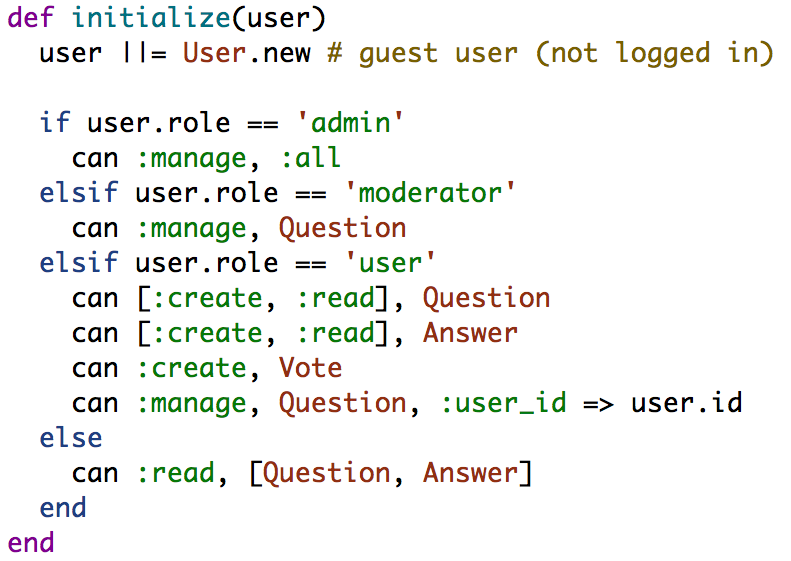 def initialize(user)
  user ||= User.new # guest user (not logged in)

  if user.role == 'admin'
    can :manage, :all
  elsif user.role == 'moderator'
    can :manage, Question
  elsif user.role == 'user'
    can [:create, :read], Question
    can [:create, :read], Answer
    can :create, Vote
    can :manage, Question, :user_id => user.id
  else
    can :read, [Question, Answer]
  end
end